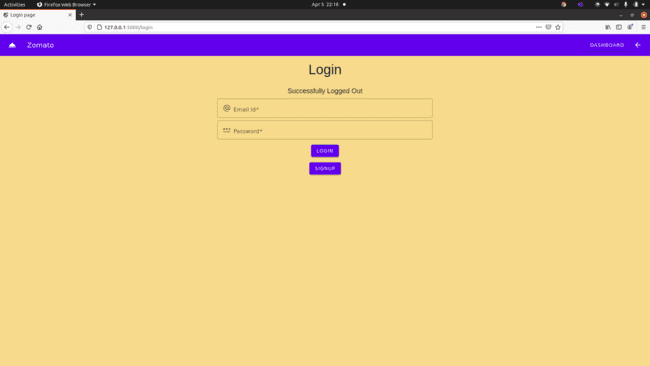 Activities
Firefox Web Browser
Apr 5 22:16
Login page
127.0.0.1:5000/login
Zomato
DASHBOARD
Login
Successfully Logged Out
Email Id*
Password*
LOGIN
SIGNUP